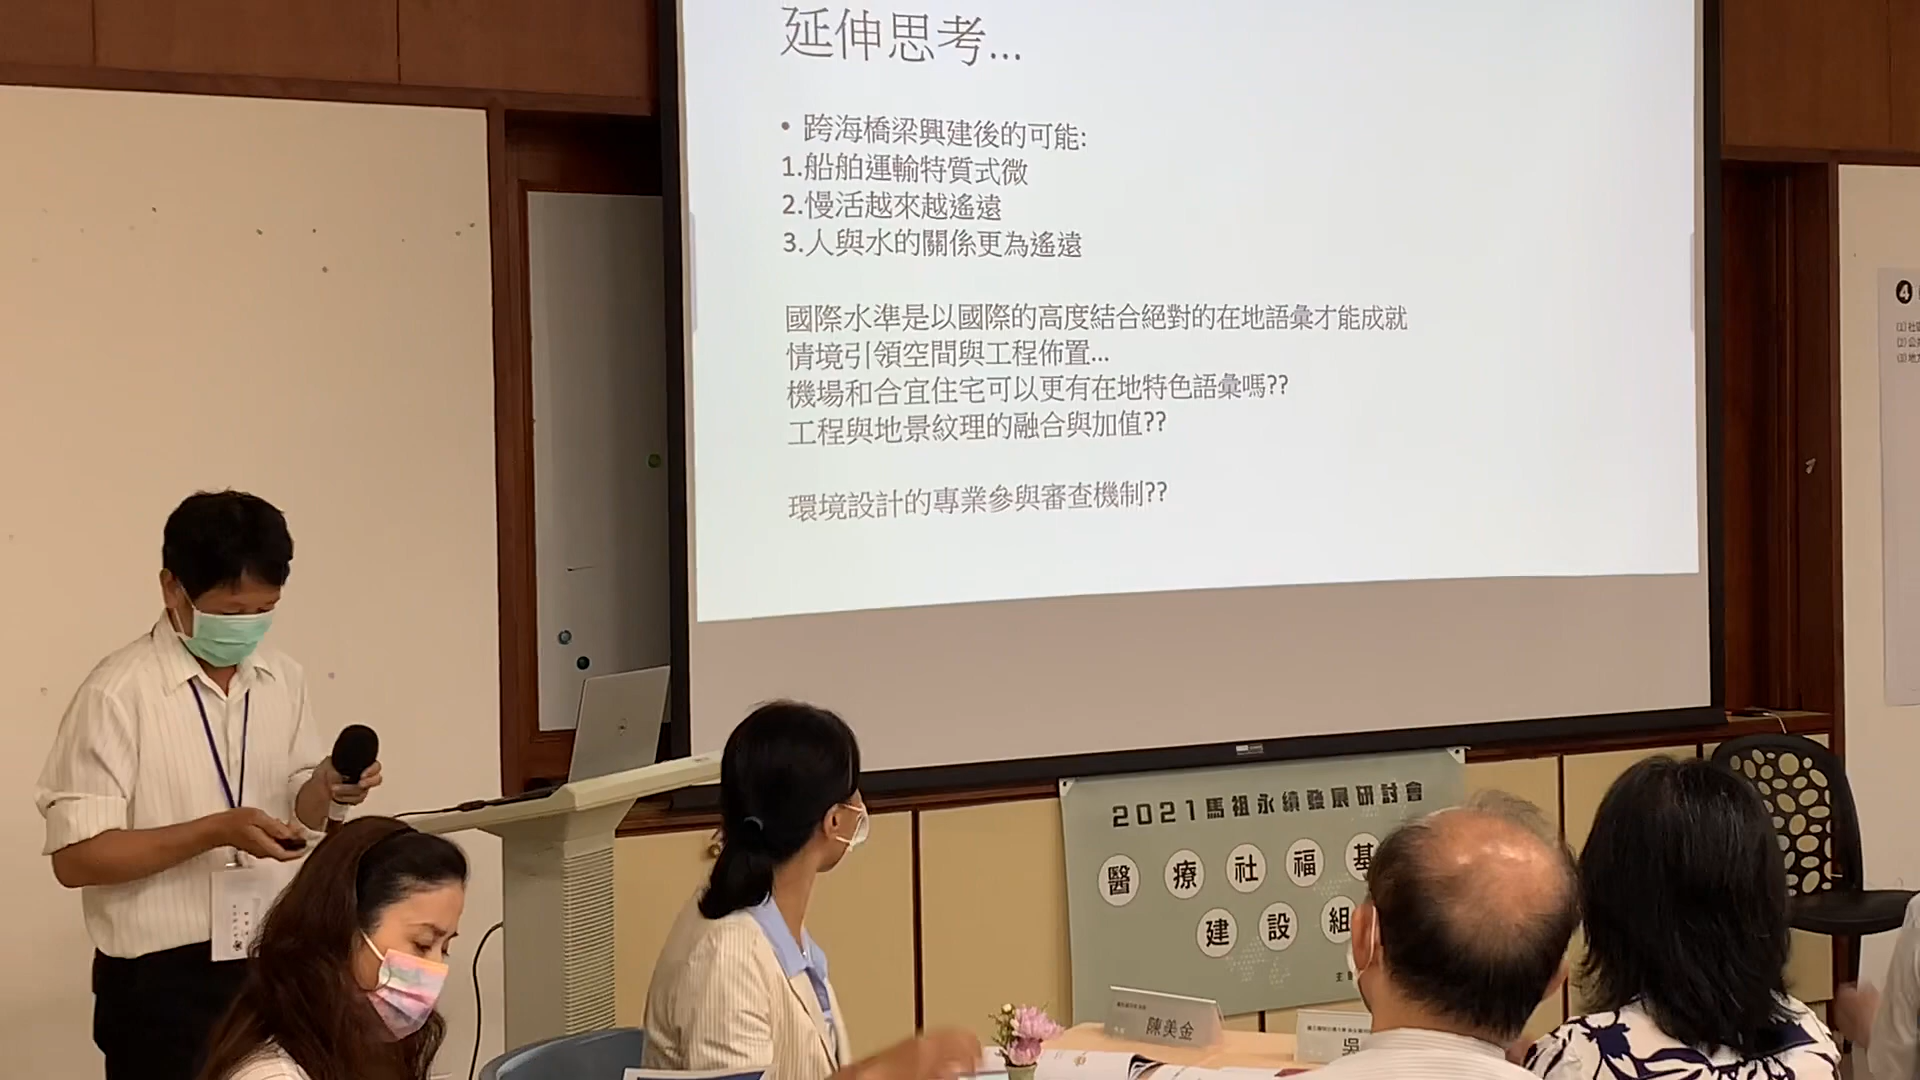 延伸思考...
• 跨海橋梁興建後的可能:
1.船舶運輸特質式微
2.慢活越來越遙遠
3.人與水的關係更為遙遠
國際水準是以國際的高度結合絕對的在地語彙才能成就
情境引領空間與工程佈置...
機場和合宜住宅可以更有在地特色語彙嗎??
工程與地景紋理的融合與加值??
環境設計的專業參與審查機制??
4
2021馬祖永續發展研討會
醫療社福基
建設組
主
陳美金
吳